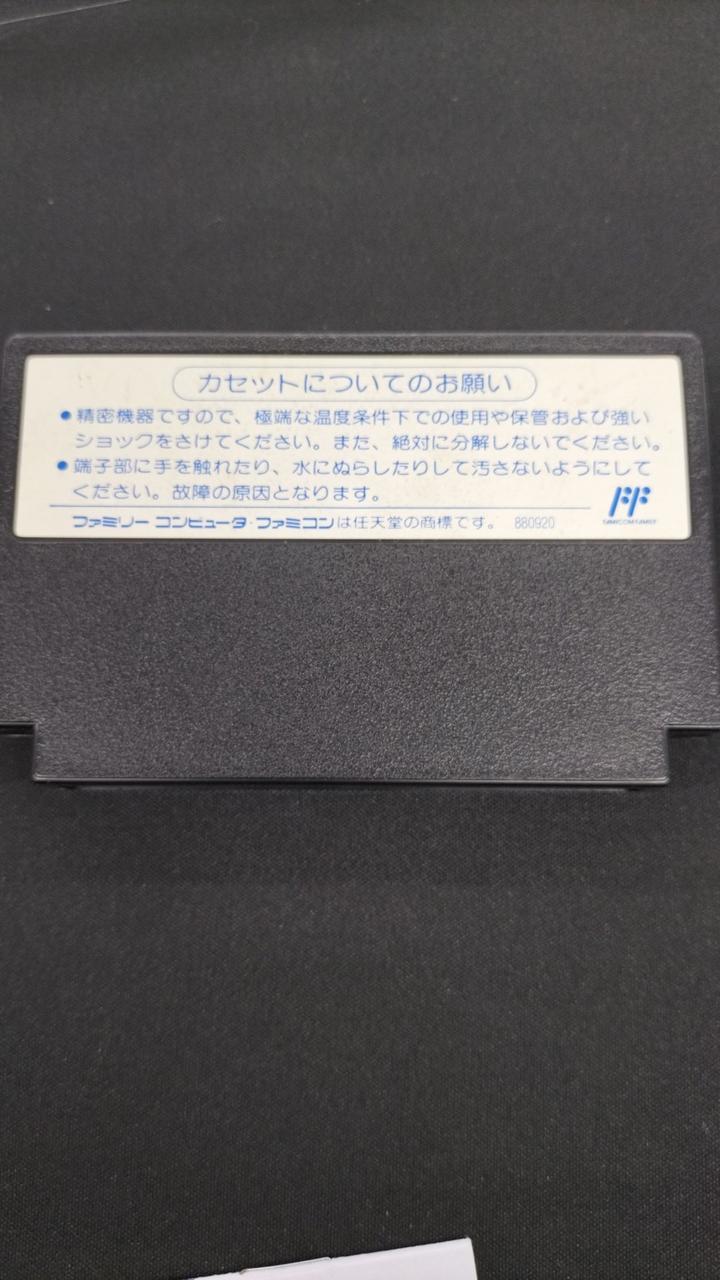 カセットについてのお願い
●精密機器ですので、極端な温度条件下での使用や保管および強い
ショックをさけてください。また、絶対に分解しないでください。
●端子部に手を触れたり、水にぬらしたりして汚さないようにして
ください。故障の原因となります。
ファミリー コンピュータ・ファミコンは任天堂の商標です。 880920
FAMICOM FAMILY